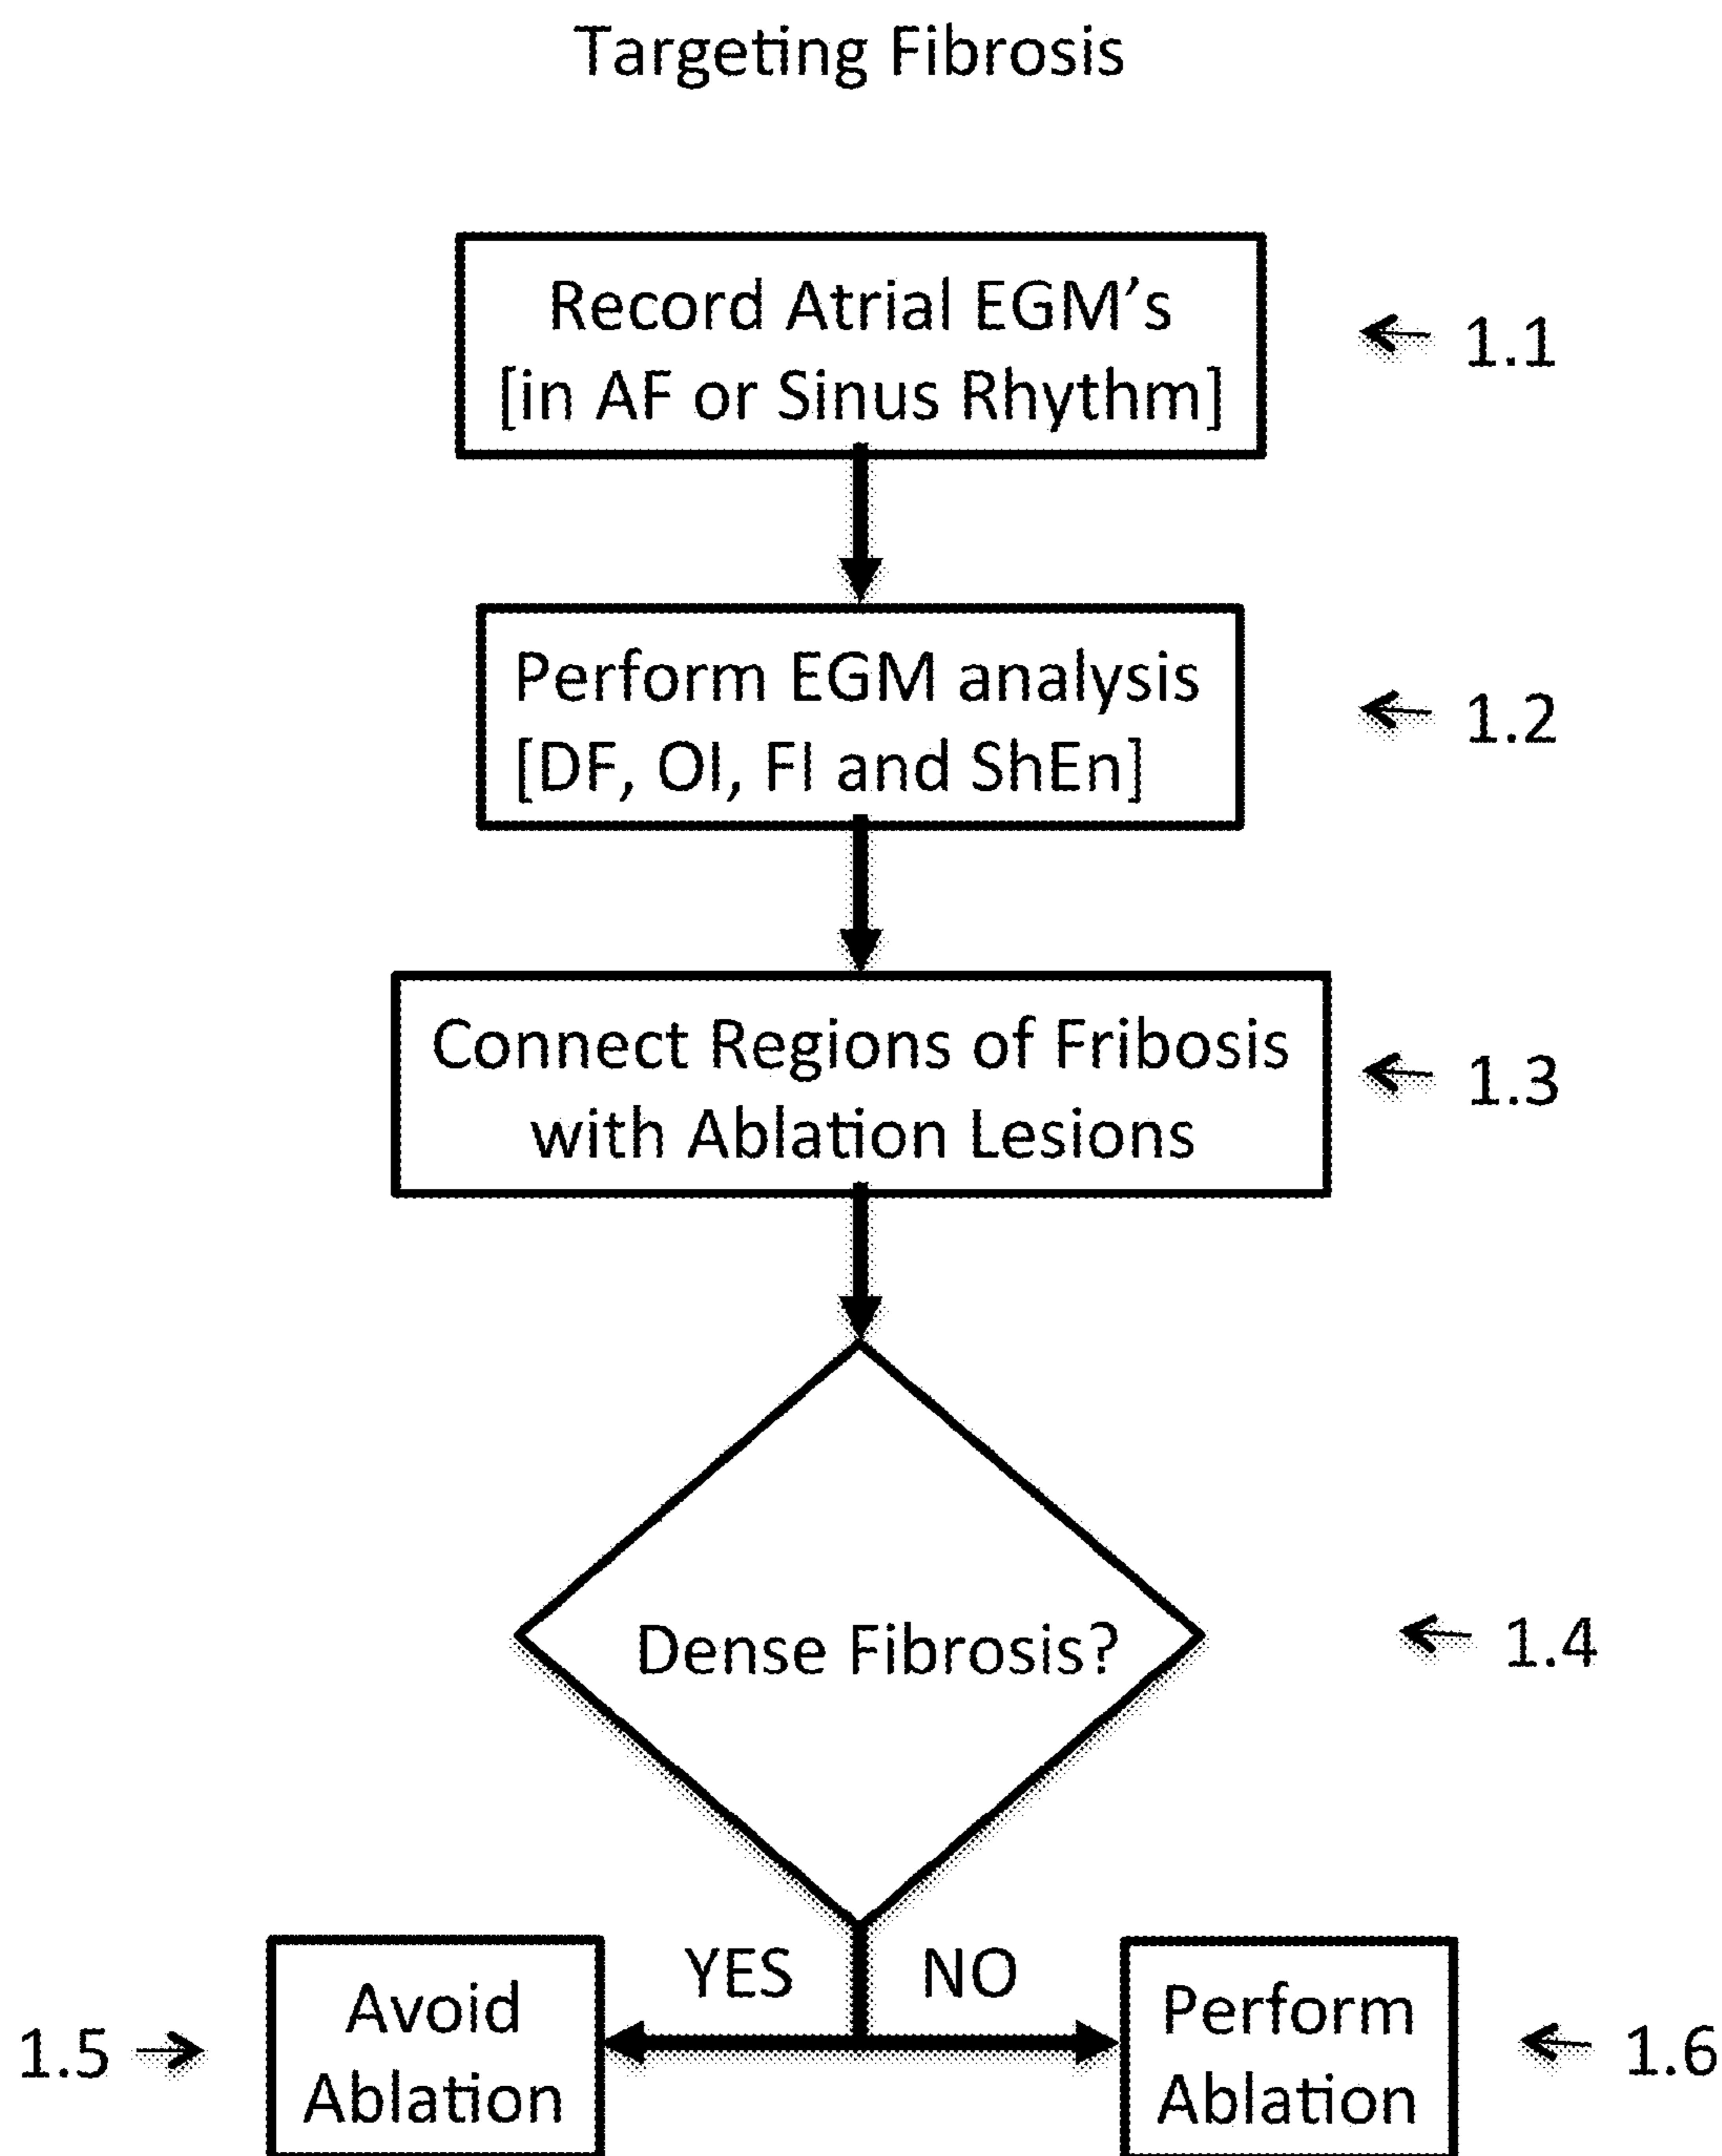 Targeting Fibrosis
Record Atrial EGM’s
[in AF or Sinus Rhythm]
1.1
Perform EGM analysis
[DF, OI, FI and ShEn]
1.2
Connect Regions of Fribosis
with Ablation Lesions
1.3
Dense Fibrosis?
1.4
YES
NO
1.5
Avoid
Ablation
Perform
Ablation
1.6